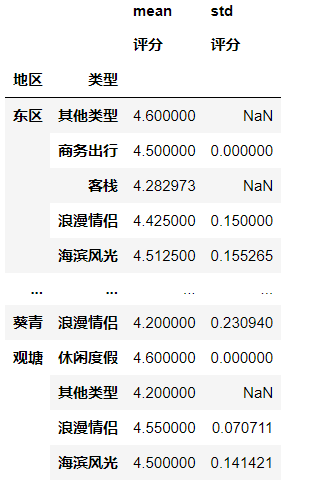 mean std
评分 评分
地区 类型
东区 其他类型 4.600000 NaN
商务出行 4.500000 0.000000
客栈 4.282973 NaN
浪漫情侣 4.425000 0.150000
海滨风光 4.512500 0.155265
... ... ... ...
葵青 浪漫情侣 4.200000 0.230940
观塘 休闲度假 4.600000 0.000000
其他类型 4.200000 NaN
浪漫情侣 4.550000 0.070711
海滨风光 4.500000 0.141421